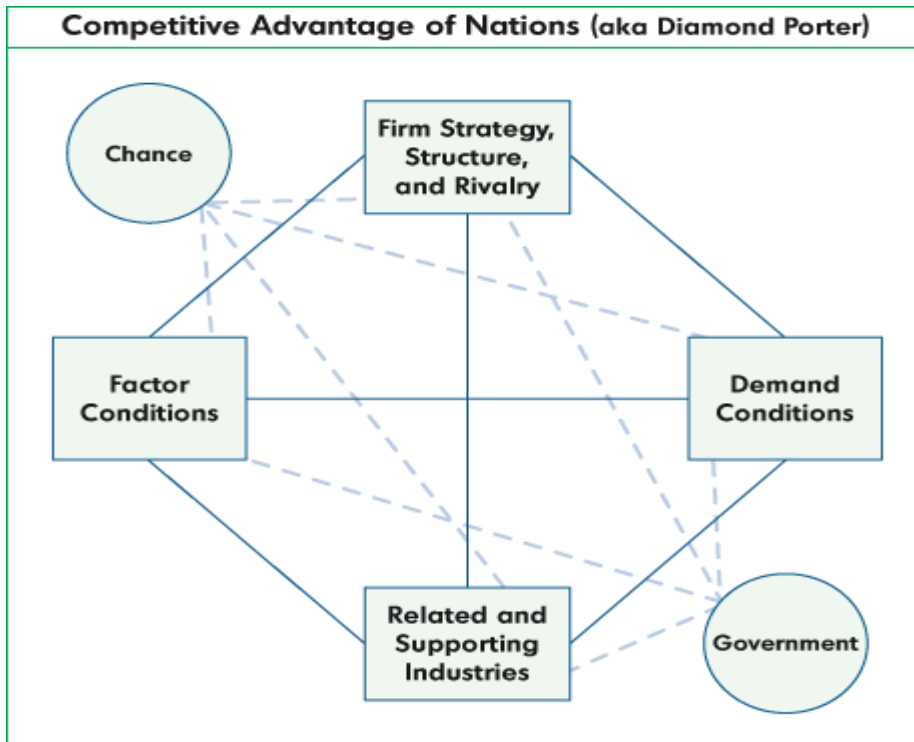 Competitive Advantage of Nations (aka Diamond Porter)
Chance
Firm Strategy,
Structure,
and Rivalry
Factor
Conditions
Demand
Conditions
Related and
Supporting
Industries
Government